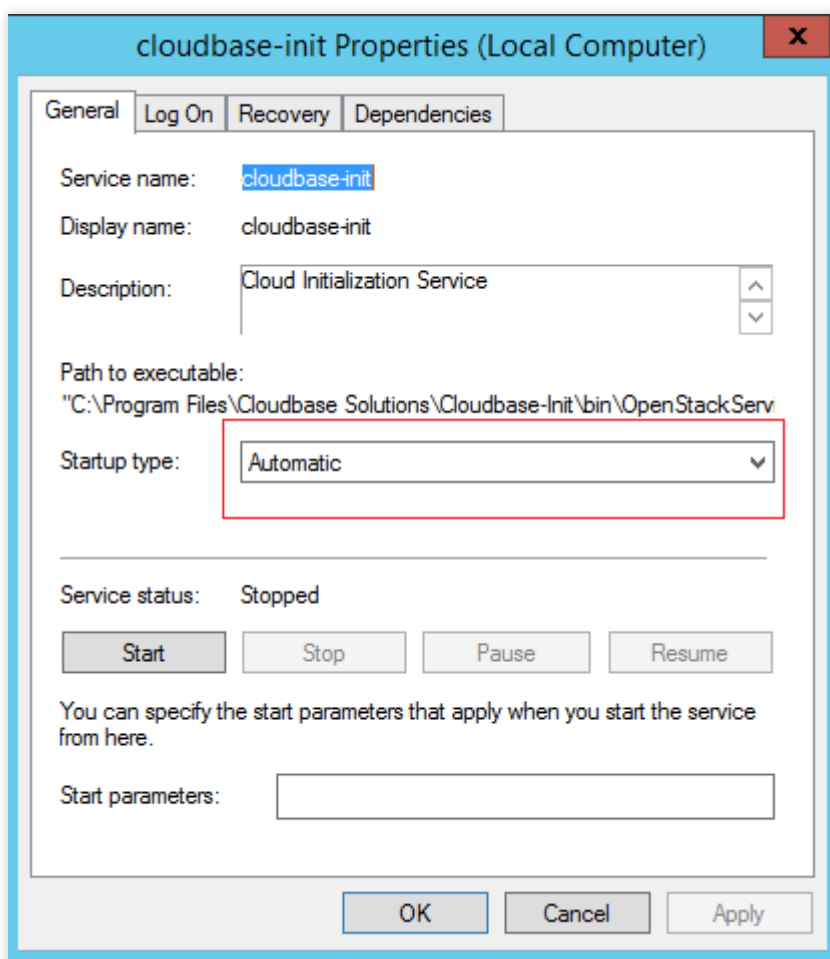 cloudbase-init Properties (Local Computer)
x
General Log On Recovery Dependencies
Service name: cloudbase-init
Display name: cloudbase-init
Description: Cloud Initialization Service
Path to executable:
"C:\Program Files\Cloudbase Solutions\Cloudbase-Init\bin\OpenStackServi
Startup type: Automatic
Service status: Stopped
Start Stop Pause Resume
You can specify the start parameters that apply when you start the service
from here.
Start parameters:
OK Cancel Apply